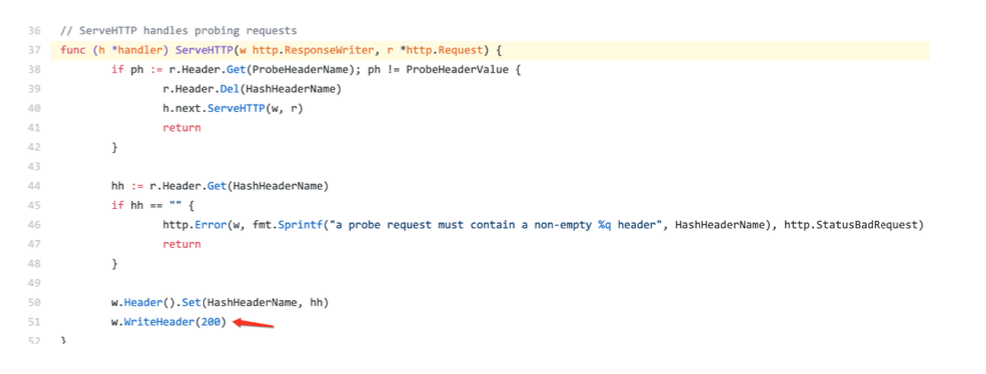 36 // ServeHTTP handles probing requests
37 func (h *handler) ServeHTTP(w http.ResponseWriter, r *http.Request) {
38 if ph := r.Header.Get(ProbeHeaderName); ph != ProbeHeaderValue {
39 r.Header.Del(HashHeaderName)
40 h.next.ServeHTTP(w, r)
41 return
42 }
43
44 hh := r.Header.Get(HashHeaderName)
45 if hh == "" {
46 http.Error(w, fmt.Sprintf("a probe request must contain a non-empty %q header", HashHeaderName), http.StatusBadRequest)
47 return
48 }
49
50 w.Header().Set(HashHeaderName, hh)
51 w.WriteHeader(200)
52 }